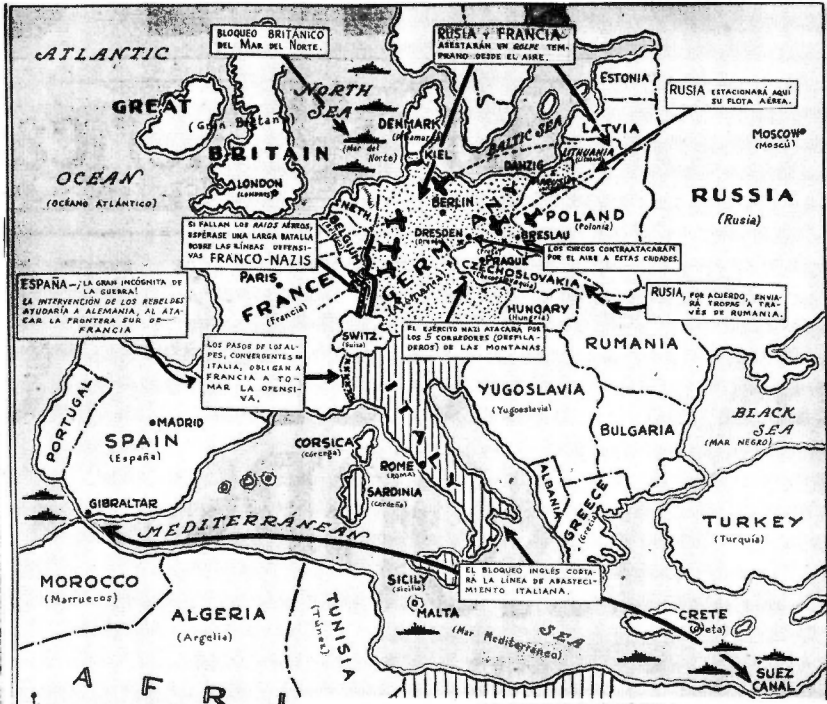 ATLANTIC
OCEAN
(OCÉANO ATLÁNTICO)
BLOQUEO BRITÁNICO
DEL MAR DEL NORTE.
RUSIA Y FRANCIA
ASESTARÁN UN GOLPE TEM-
PRANO DESDE EL AIRE.
RUSIA ESTACIONARÁ AQUÍ
SU FLOTA AÉREA.
GREAT
BRITAIN
(Gran Bretaña)
LONDON
(LONDRES)
NORTH
SEA
(Mar del
Norte)
DENMARK
(Dinamarca)
KIEL
BALTIC SEA
ESTONIA
LATVIA
LITHUANIA
DANZIG
MOSCOW
(Moscú)
RUSSIA
(Rusia)
NETH.
BELGIUM
BERLIN
DRESDEN
NAZI
GERMANY
(Alemania)
POLAND
(Polonia)
BRESLAU
PRAGUE
(Praga)
CZECHOSLOVAKIA
SI FALLAN LOS RAIDS AÉREOS,
ESPÉRASE UNA LARGA BATALLA
SOBRE LAS LÍNEAS DEFENSI-
VAS FRANCO-NAZIS
LOS CHECOS CONTRAATACARÁN
POR EL AIRE A ESTAS CIUDADES.
PARIS
FRANCE
(Francia)
SWITZ.
(Suiza)
ESPAÑA-¡LA GRAN INCÓGNITA DE
LA GUERRA!
LA INTERVENCIÓN DE LOS REBELDES
AYUDARÍA A ALEMANIA, AL ATA-
CAR LA FRONTERA SUR DE
FRANCIA
RUSIA, POR ACUERDO, ENVIA-
RÁ TROPAS A TRA-
VÉS DE RUMANIA.
HUNGARY
(Hungría)
EL EJÉRCITO NAZI ATACARÁ POR
LOS 5 CORREDORES (DESFILA-
DEROS) DE LAS MONTAÑAS.
LOS PASOS DE LOS AL-
PES, CONVERGENTES EN
ITALIA, OBLIGAN A
FRANCIA A TO-
MAR LA OFENSI-
VA.
RUMANIA
YUGOSLAVIA
(Yugoeslavia)
BULGARIA
BLACK
SEA
(MAR NEGRO)
PORTUGAL
MADRID
SPAIN
(España)
GIBRALTAR
CORSICA
(Córcega)
ITALY
ROME
(ROMA)
SARDINIA
(Cerdeña)
ALBANIA
GREECE
(Grecia)
TURKEY
(Turquía)
MEDITERRANEAN
SEA
(Mar Mediterráneo)
EL BLOQUEO INGLÉS CORTA-
RÁ LA LÍNEA DE ABASTECI-
MIENTO ITALIANA.
SICILY
(Sicilia)
MALTA
CRETE
(Creta)
SUEZ
CANAL
MOROCCO
(Marruecos)
ALGERIA
(Argelia)
TUNISIA
(Túnez)
AFRI